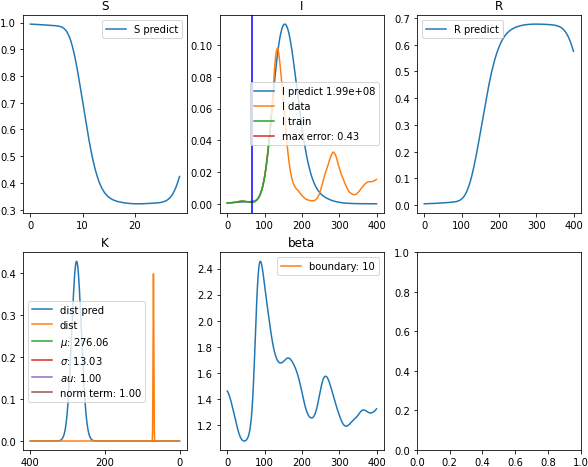 S
1.0
0.9
0.8
0.7
0.6
0.5
0.4
0.3
0 10 20
S predict
I
0.10
0.08
0.06
0.04
0.02
0.00
0 100 200 300 400
I predict 1.99e+08
I data
I train
max error: 0.43
R
0.7
0.6
0.5
0.4
0.3
0.2
0.1
0.0
0 200 400
R predict
K
0.4
0.3
0.2
0.1
0.0
400 200 0
dist pred
dist
μ: 276.06
σ: 13.03
au: 1.00
norm term: 1.00
beta
2.4
2.2
2.0
1.8
1.6
1.4
1.2
0 100 200 300 400
boundary: 10
1.0
0.8
0.6
0.4
0.2
0.0
0.0 0.2 0.4 0.6 0.8 1.0